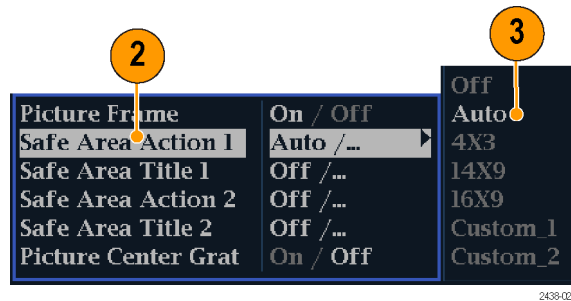 2
3
Picture Frame On / Off
Safe Area Action 1 Auto /...
Safe Area Title 1 Off /...
Safe Area Action 2 Off /...
Safe Area Title 2 Off /...
Picture Center Grat On / Off
Off
Auto
4X3
14X9
16X9
Custom_1
Custom_2
2438-02